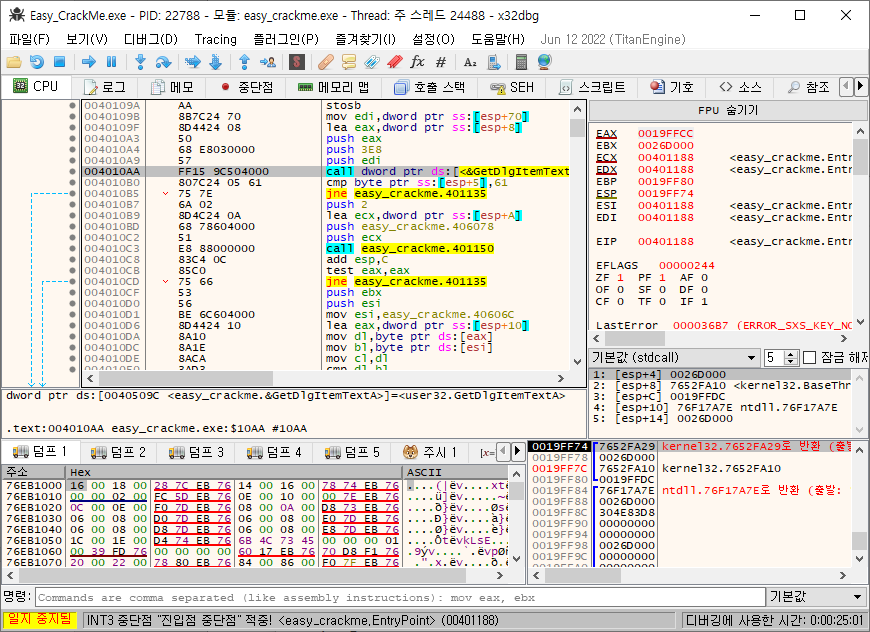 Easy_CrackMe.exe - PID: 22788 - 모듈: easy_crackme.exe - Thread: 주 스레드 24488 - x32dbg
파일(F) 보기(V) 디버그(D) Tracing 플러그인(P) 즐겨찾기(I) 설정(O) 도움말(H) Jun 12 2022 (TitanEngine)
CPU 로그 메모 중단점 메모리 맵 호출 스택 SEH 스크립트 기호 소스 참조
0040109A AA stosb
0040109B 8B7C24 70 mov edi,dword ptr ss:[esp+70]
0040109F 8D4424 08 lea eax,dword ptr ss:[esp+8]
004010A3 50 push eax
004010A4 68 E8030000 push 3E8
004010A9 57 push edi
004010AA FF15 9C504000 call dword ptr ds:[<&GetDlgItemText
004010B0 807C24 05 61 cmp byte ptr ss:[esp+5],61
004010B5 75 7E jne easy_crackme.401135
004010B7 6A 02 push 2
004010B9 8D4C24 0A lea ecx,dword ptr ss:[esp+A]
004010BD 68 78604000 push easy_crackme.406078
004010C2 51 push ecx
004010C3 E8 88000000 call easy_crackme.401150
004010C8 83C4 0C add esp,C
004010CB 85C0 test eax,eax
004010CD 75 66 jne easy_crackme.401135
004010CF 53 push ebx
004010D0 56 push esi
004010D1 BE 6C604000 mov esi,easy_crackme.40606C
004010D6 8D4424 10 lea eax,dword ptr ss:[esp+10]
004010DA 8A10 mov dl,byte ptr ds:[eax]
004010DC 8A1E mov bl,byte ptr ds:[esi]
004010DE 8ACA mov cl,dl
004010E0 3AD3 cmp dl,bl
FPU 숨기기
EAX 0019FFCC
EBX 0026D000
ECX 00401188 <easy_crackme.Entr
EDX 00401188 <easy_crackme.Entr
EBP 0019FF80
ESP 0019FF74
ESI 00401188 <easy_crackme.Entr
EDI 00401188 <easy_crackme.Entr
EIP 00401188 <easy_crackme.Entr
EFLAGS 00000244
ZF 1 PF 1 AF 0
OF 0 SF 0 DF 0
CF 0 TF 0 IF 1
LastError 000036B7 (ERROR_SXS_KEY_NO
기본값 (stdcall) 5 잠금 해제
1: [esp+4] 0026D000
2: [esp+8] 7652FA10 <kernel32.BaseThr
3: [esp+C] 0019FFDC
4: [esp+10] 76F17A7E ntdll.76F17A7E
5: [esp+14] 0026D000
dword ptr ds:[0040509C <easy_crackme.&GetDlgItemTextA>]=<user32.GetDlgItemTextA>
.text:004010AA easy_crackme.exe:$10AA #10AA
덤프 1 덤프 2 덤프 3 덤프 4 덤프 5 주시 1 [x=
주소 Hex ASCII
76EB1000 16 00 18 00 28 7C EB 76 14 00 16 00 78 74 EB 76 ....(|ëv....xtë
76EB1010 00 00 02 00 FC 5D EB 76 0E 00 10 00 00 7E EB 76 ....ü]ëv.....~ë
76EB1020 0C 00 0E 00 F0 7D EB 76 08 00 0A 00 D8 73 EB 76 ....ð}ëv....Øsë
76EB1030 06 00 08 00 D0 7D EB 76 06 00 08 00 E0 7D EB 76 ....Ð}ëv....à}ë
76EB1040 06 00 08 00 D8 7D EB 76 06 00 08 00 E8 7D EB 76 ....Ø}ëv....è}ë
76EB1050 1C 00 1E 00 D4 74 EB 76 6B 4C 73 45 00 00 00 01 ....ÔtëvkLsE...
76EB1060 00 39 FD 76 00 00 00 00 60 17 EB 76 70 D8 F1 76 .9ýv....`.ëvpØñ
76EB1070 20 00 22 00 78 80 EB 76 84 00 86 00 F0 7F EB 76
0019FF74 7652FA29 kernel32.7652FA29로 반환 (출발
0019FF78 0026D000
0019FF7C 7652FA10 kernel32.7652FA10
0019FF80 0019FFDC
0019FF84 76F17A7E ntdll.76F17A7E로 반환 (출발:
0019FF88 0026D000
0019FF8C 304E83D8
0019FF90 00000000
0019FF94 00000000
0019FF98 0026D000
0019FF9C 00000000
0019FFA0 00000000
명령: Commands are comma separated (like assembly instructions): mov eax, ebx 기본값
일시 중지됨 INT3 중단점 "진입점 중단점" 적중! <easy_crackme,EntryPoint> (00401188) 디버깅에 사용한 시간: 0:00:25:01